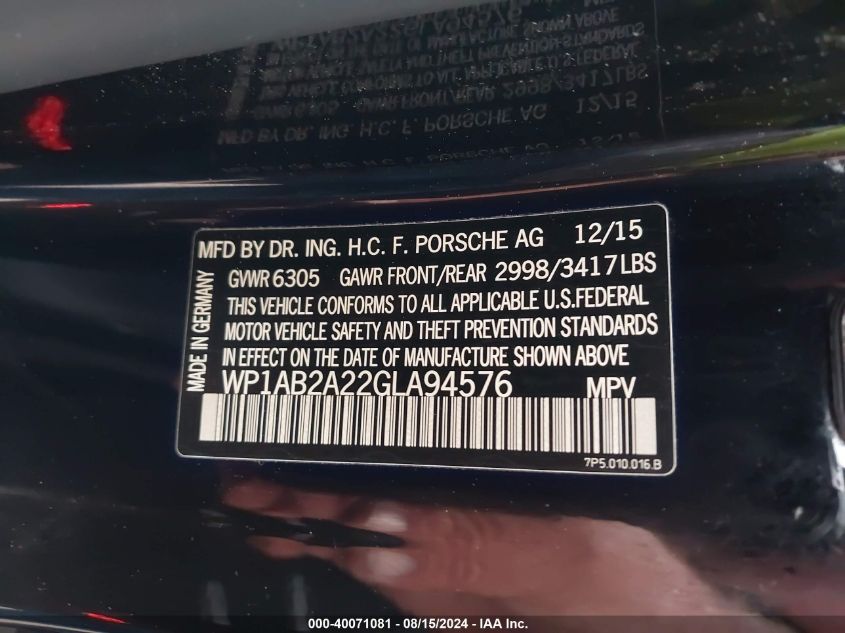 MFD BY DR. ING. H.C. F. PORSCHE AG 12/15
GVWR 6305 GAWR FRONT/REAR 2998/3417LBS
THIS VEHICLE CONFORMS TO ALL APPLICABLE U.S.FEDERAL
MOTOR VEHICLE SAFETY AND THEFT PREVENTION STANDARDS
IN EFFECT ON THE DATE OF MANUFACTURE SHOWN ABOVE
WP1AB2A22GLA94576 MPV
7P5.010.016.B
MADE IN GERMANY
000-40071081 - 08/15/2024 - IAA Inc.